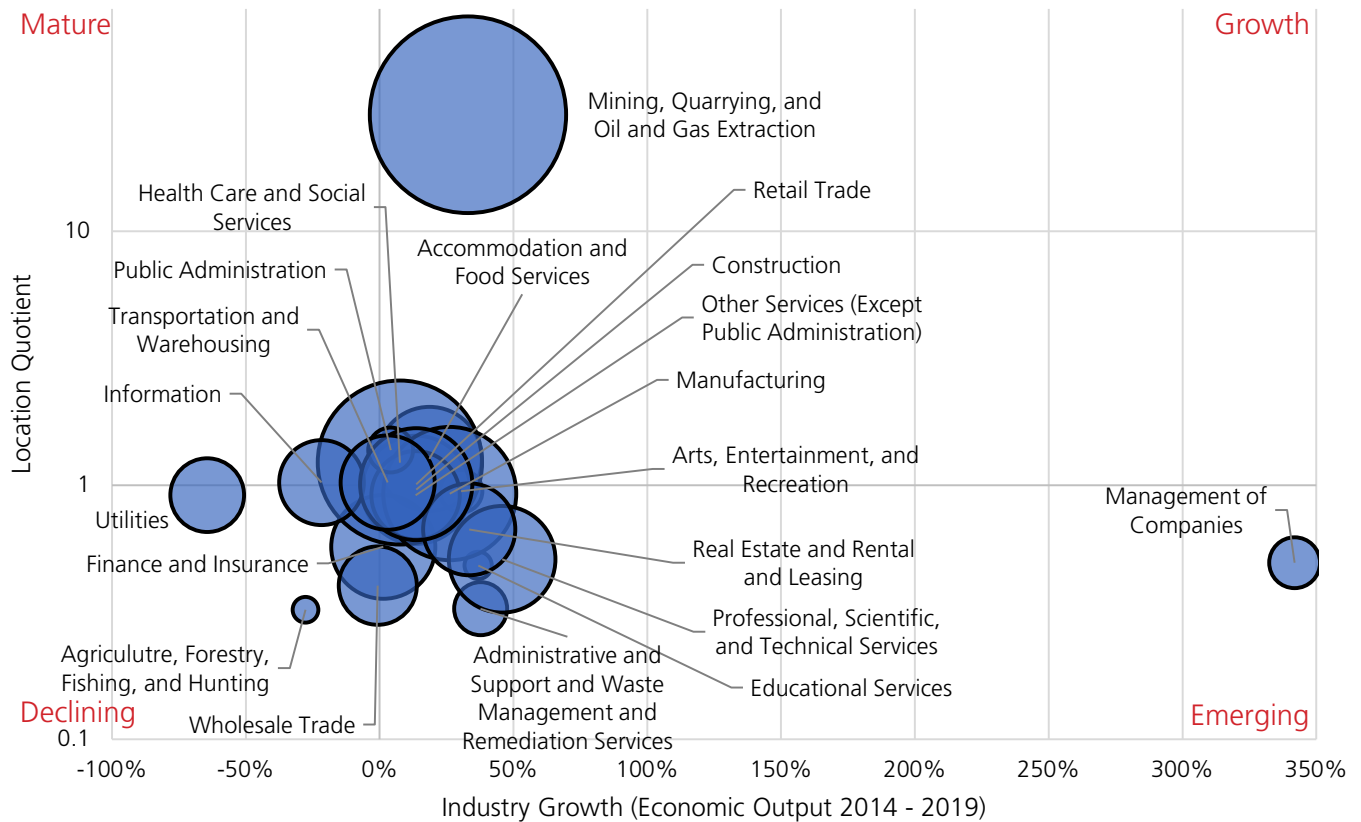 Mature
Growth
Mining, Quarrying, and
Oil and Gas Extraction
Health Care and Social
Services
Retail Trade
10
Accommodation and
Food Services
Public Administration
Construction
Transportation and
Warehousing
Other Services (Except
Public Administration)
Information
Manufacturing
Location Quotient
Arts, Entertainment, and
Recreation
1
Utilities
Management of
Companies
Finance and Insurance
Real Estate and Rental
and Leasing
Professional, Scientific,
and Technical Services
Agriculutre, Forestry,
Fishing, and Hunting
Administrative and
Support and Waste
Management and
Remediation Services
Educational Services
Declining
Wholesale Trade
Emerging
0.1
-100% -50% 0% 50% 100% 150% 200% 250% 300% 350%
Industry Growth (Economic Output 2014 - 2019)